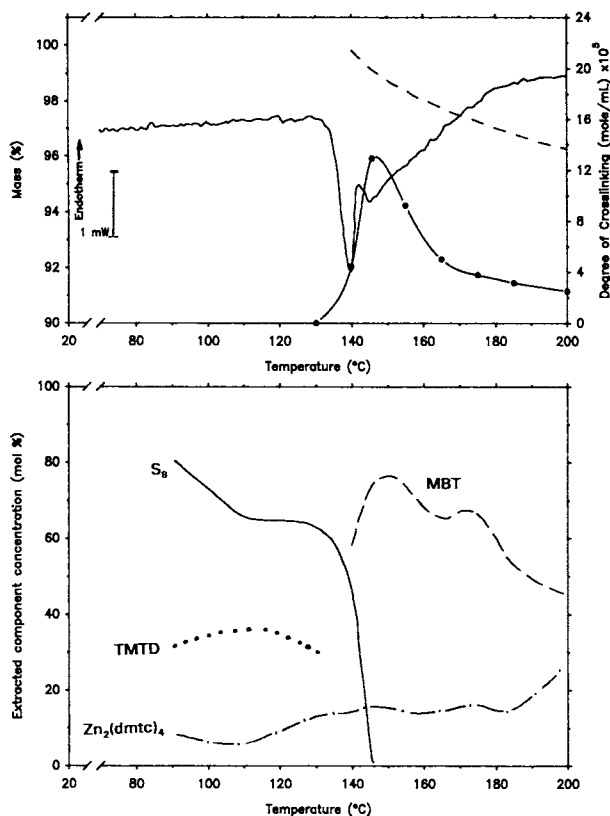 100
98
96
94
92
90
Mass (%)
Endotherm
1 mW
24
20
16
12
8
4
0
Degree of Crosslinking (mole/mL) x10⁵
20 80 100 120 140 160 180 200
Temperature (°C)
100
80
60
40
20
0
Extracted component concentration (mol %)
S₈
MBT
TMTD
Zn₂(dmtc)₄
20 80 100 120 140 160 180 200
Temperature (°C)